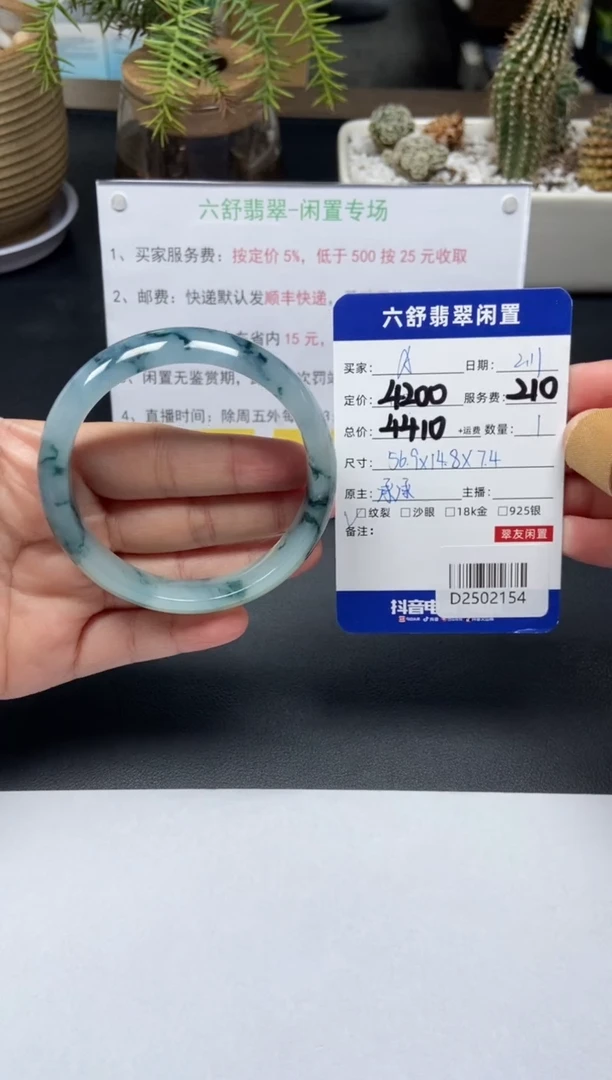 六舒翡翠-闲置专场
1、买家服务费：按定价5%，低于500按25元收取
2、邮费：快递默认发顺丰快递，
省内15元，
闲置无鉴赏期，
4、直播时间：除周五外每
六舒翡翠闲置
买家： 日期：2.11
定价：4200 服务费：210
总价：4410 +运费 数量：1
尺寸：56.9X14.8X7.4
原主： 主播：
√□纹裂 □沙眼 □18k金 □925银
备注：
翠友闲置
D2502154
抖音电